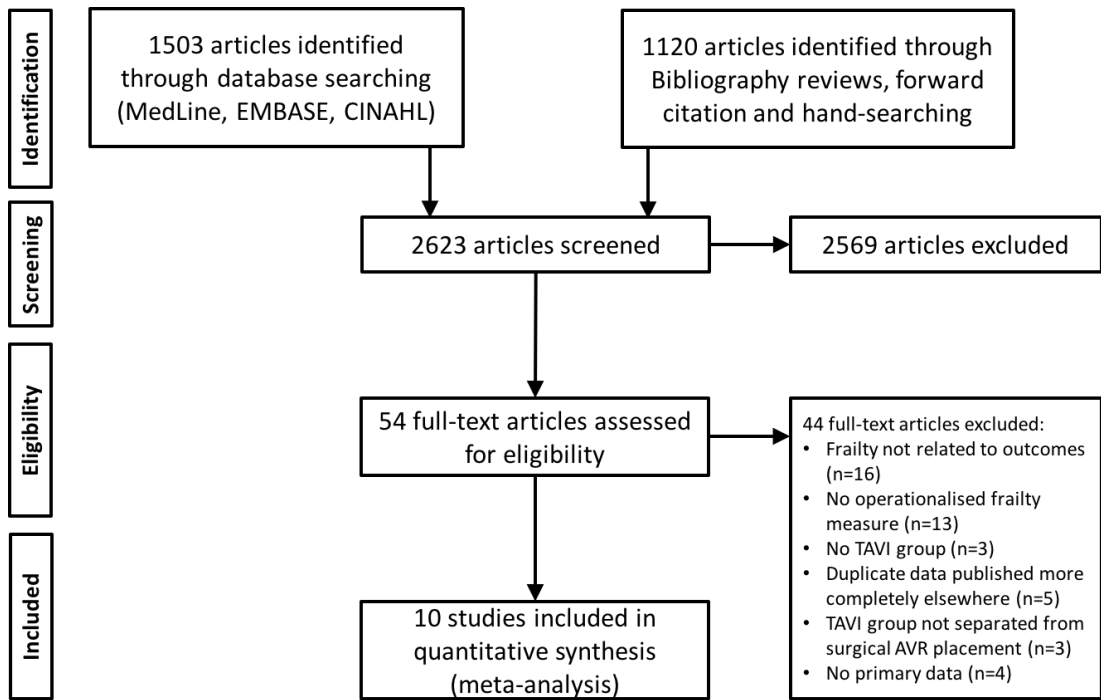 Identification
1503 articles identified
through database searching
(MedLine, EMBASE, CINAHL)
1120 articles identified through
Bibliography reviews, forward
citation and hand-searching
Screening
2623 articles screened
2569 articles excluded
Eligibility
54 full-text articles assessed
for eligibility
44 full-text articles excluded:
• Frailty not related to outcomes
(n=16)
• No operationalised frailty
measure (n=13)
• No TAVI group (n=3)
• Duplicate data published more
completely elsewhere (n=5)
• TAVI group not separated from
surgical AVR placement (n=3)
• No primary data (n=4)
Included
10 studies included in
quantitative synthesis
(meta-analysis)